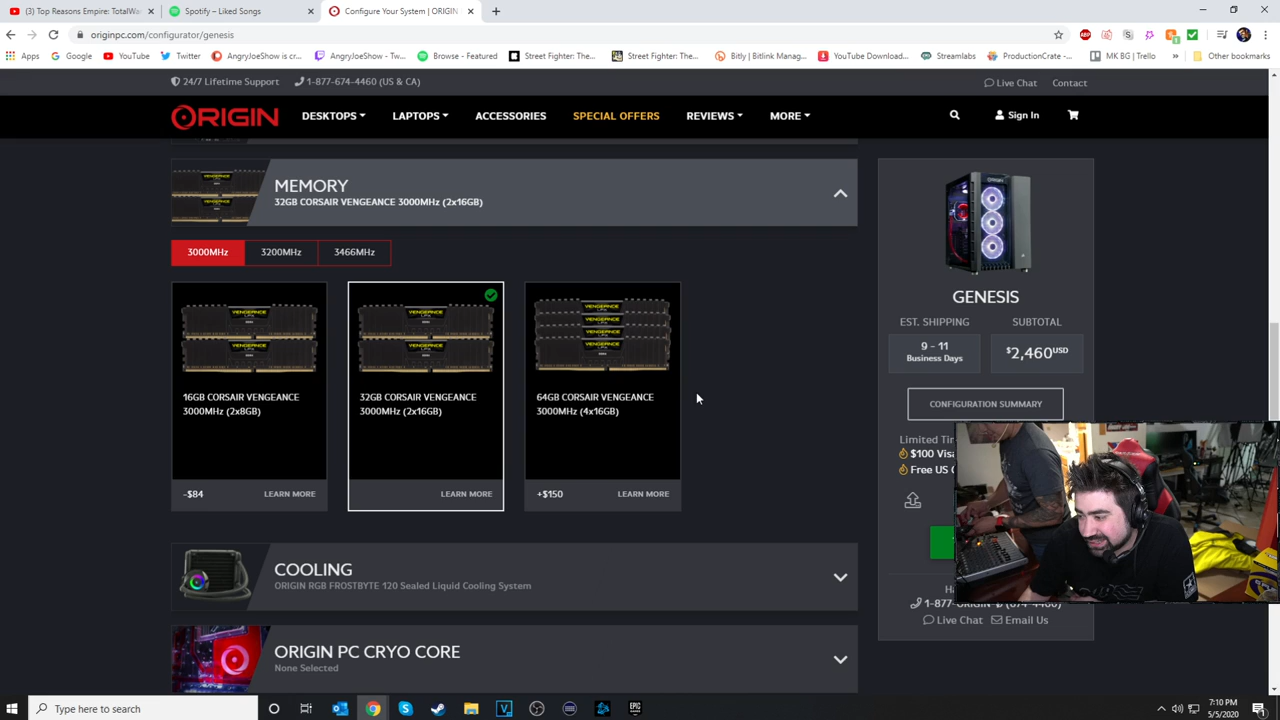 (3) Top Reasons Empire: TotalWa
Spotify – Liked Songs
Configure Your System | ORIGIN
originpc.com/configurator/genesis
Apps
Google
YouTube
Twitter
AngryJoeShow is cr...
AngryJoeShow - Tw...
Browse - Featured
Street Fighter: The...
Street Fighter: The...
Bitly | Bitlink Manag...
YouTube Download...
Streamlabs
ProductionCrate - ...
MK BG | Trello
Other bookmarks
24/7 Lifetime Support
1-877-674-4460 (US & CA)
Live Chat
Contact
ORIGIN
DESKTOPS
LAPTOPS
ACCESSORIES
SPECIAL OFFERS
REVIEWS
MORE
Sign In
MEMORY
32GB CORSAIR VENGEANCE 3000MHz (2x16GB)
3000MHz
3200MHz
3466MHz
16GB CORSAIR VENGEANCE
3000MHz (2x8GB)
-$84
LEARN MORE
32GB CORSAIR VENGEANCE
3000MHz (2x16GB)
LEARN MORE
64GB CORSAIR VENGEANCE
3000MHz (4x16GB)
+$150
LEARN MORE
COOLING
ORIGIN RGB FROSTBYTE 120 Sealed Liquid Cooling System
ORIGIN PC CRYO CORE
None Selected
GENESIS
EST. SHIPPING
9 - 11
Business Days
SUBTOTAL
$2,460USD
CONFIGURATION SUMMARY
Limited Tim
$100 Visa
Free US
Live Chat
Email Us
Type here to search
7:10 PM
5/5/2020